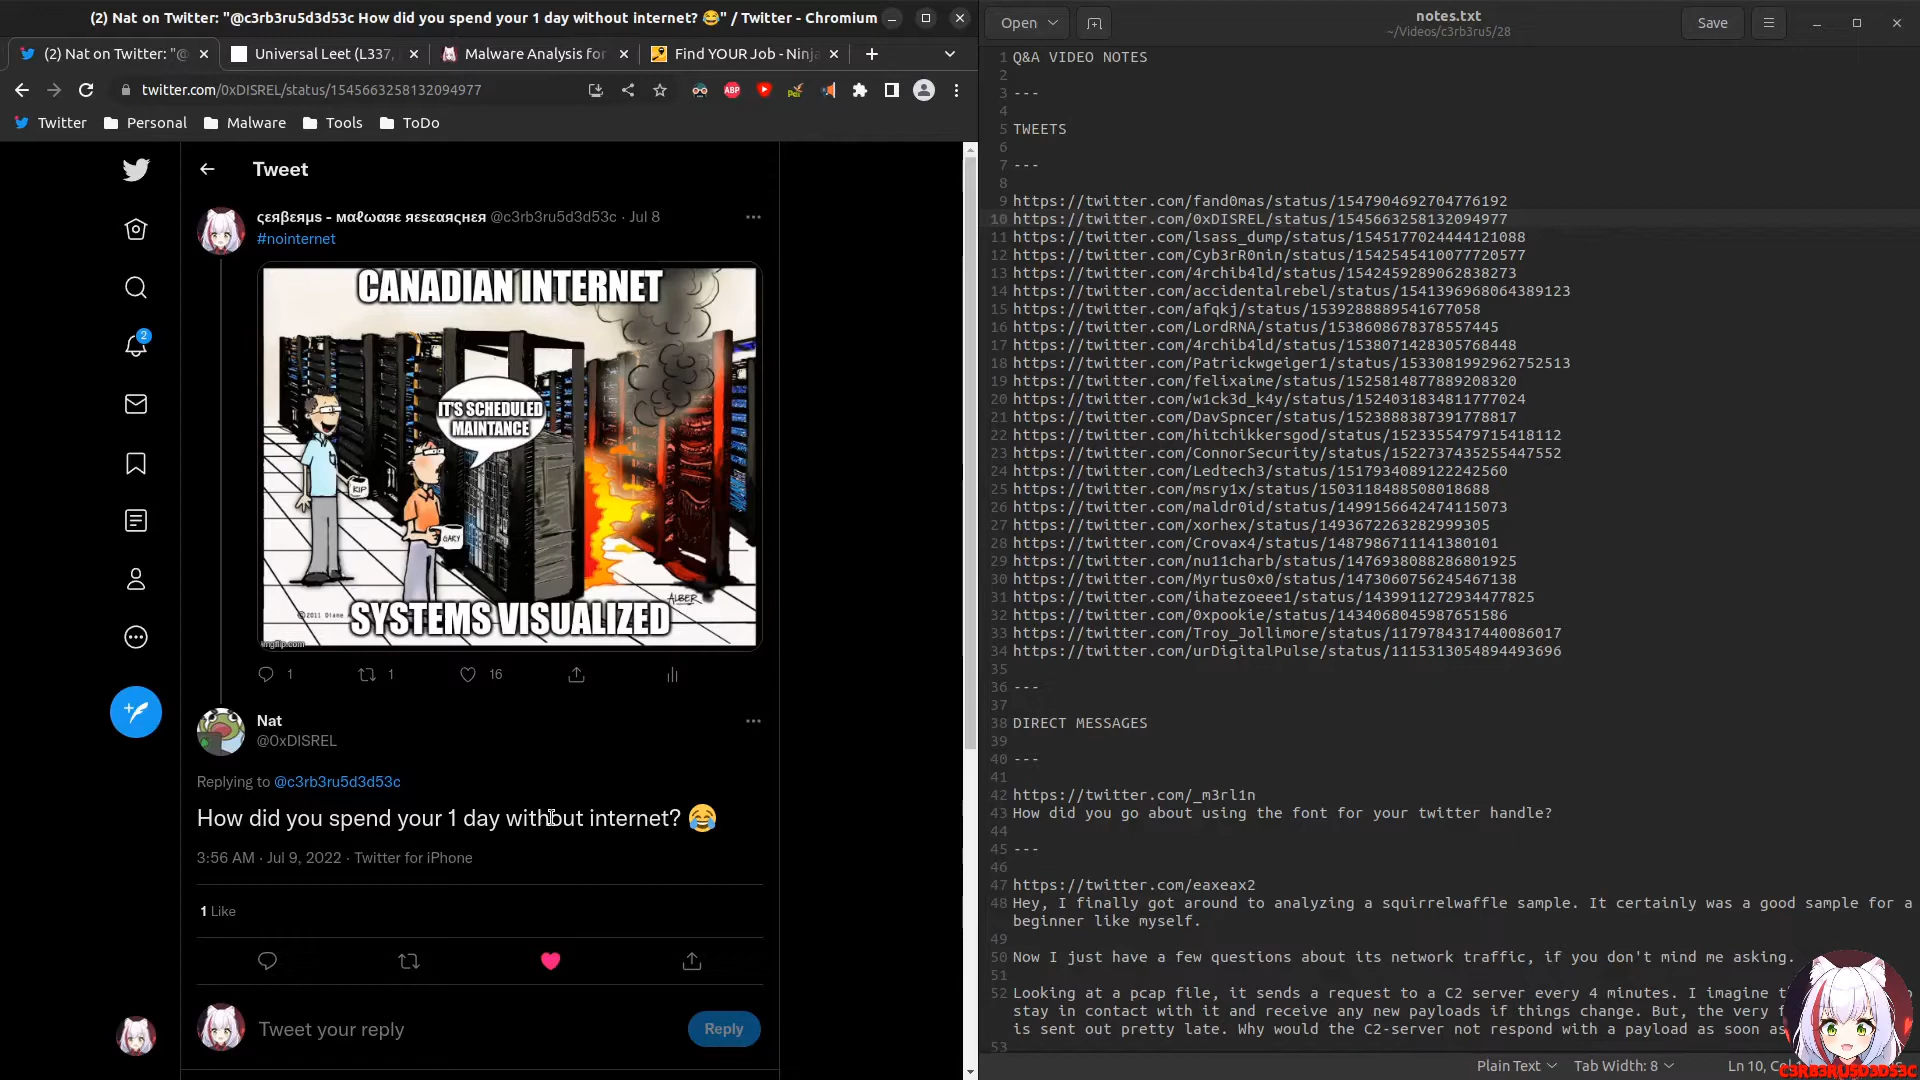 (2) Nat on Twitter: "@c3rb3ru5d3d53c How did you spend your 1 day without internet? 😂" / Twitter - Chromium
(2) Nat on Twitter: "@
Universal Leet (L337,
Malware Analysis for
Find YOUR Job - Ninja
twitter.com/0xDISREL/status/1545663258132094977
ABP
Twitter
Personal
Malware
Tools
ToDo
Tweet
ςεяβεяμs - мαℓωαяε яεsεαяςнεя @c3rb3ru5d3d53c · Jul 8
#nointernet
CANADIAN INTERNET
IT'S SCHEDULED
MAINTANCE
KIP
GARY
ALBER
©2011 Diane
SYSTEMS VISUALIZED
imgflip.com
1
1
16
2
Nat
@0xDISREL
Replying to @c3rb3ru5d3d53c
How did you spend your 1 day without internet? 😂
3:56 AM · Jul 9, 2022 · Twitter for iPhone
1 Like
Tweet your reply
Reply
Open
notes.txt
~/Videos/c3rb3ru5/28
Save
1 Q&A VIDEO NOTES
2
3 ---
4
5 TWEETS
6
7 ---
8
9 https://twitter.com/fand0mas/status/1547904692704776192
10 https://twitter.com/0xDISREL/status/1545663258132094977
11 https://twitter.com/lsass_dump/status/1545177024444121088
12 https://twitter.com/Cyb3rR0nin/status/1542545410077720577
13 https://twitter.com/4rchib4ld/status/1542459289062838273
14 https://twitter.com/accidentalrebel/status/1541396968064389123
15 https://twitter.com/afqkj/status/1539288889541677058
16 https://twitter.com/LordRNA/status/1538608678378557445
17 https://twitter.com/4rchib4ld/status/1538071428305768448
18 https://twitter.com/Patrickwgeiger1/status/1533081992962752513
19 https://twitter.com/felixaime/status/1525814877889208320
20 https://twitter.com/w1ck3d_k4y/status/1524031834811777024
21 https://twitter.com/DavSpncer/status/1523888387391778817
22 https://twitter.com/hitchikkersgod/status/1523355479715418112
23 https://twitter.com/ConnorSecurity/status/1522737435255447552
24 https://twitter.com/Ledtech3/status/1517934089122242560
25 https://twitter.com/msry1x/status/1503118488508018688
26 https://twitter.com/maldr0id/status/1499156642474115073
27 https://twitter.com/xorhex/status/1493672263282999305
28 https://twitter.com/Crovax4/status/1487986711141380101
29 https://twitter.com/nu11charb/status/1476938088286801925
30 https://twitter.com/Myrtus0x0/status/1473060756245467138
31 https://twitter.com/ihatezoeee1/status/1439911272934477825
32 https://twitter.com/0xpookie/status/1434068045987651586
33 https://twitter.com/Troy_Jollimore/status/1179784317440086017
34 https://twitter.com/urDigitalPulse/status/1115313054894493696
35
36 ---
37
38 DIRECT MESSAGES
39
40 ---
41
42 https://twitter.com/_m3rl1n
43 How did you go about using the font for your twitter handle?
44
45 ---
46
47 https://twitter.com/eaxeax2
48 Hey, I finally got around to analyzing a squirrelwaffle sample. It certainly was a good sample for a
beginner like myself.
49
50 Now I just have a few questions about its network traffic, if you don't mind me asking.
51
52 Looking at a pcap file, it sends a request to a C2 server every 4 minutes. I imagine
stay in contact with it and receive any new payloads if things change. But, the very
is sent out pretty late. Why would the C2-server not respond with a payload as soon as
53
Plain Text
Tab Width: 8
Ln 10,
C3RB3RU5D3D53C